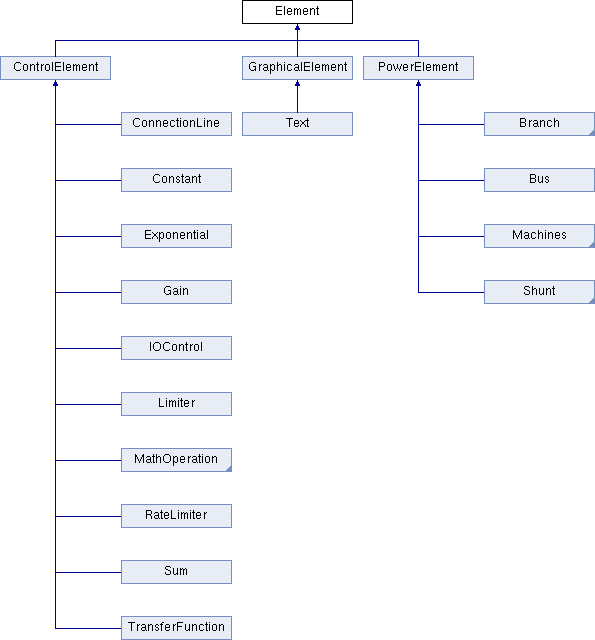 Element
ControlElement
GraphicalElement
PowerElement
ConnectionLine
Text
Branch
Constant
Bus
Exponential
Machines
Gain
Shunt
IOControl
Limiter
MathOperation
RateLimiter
Sum
TransferFunction